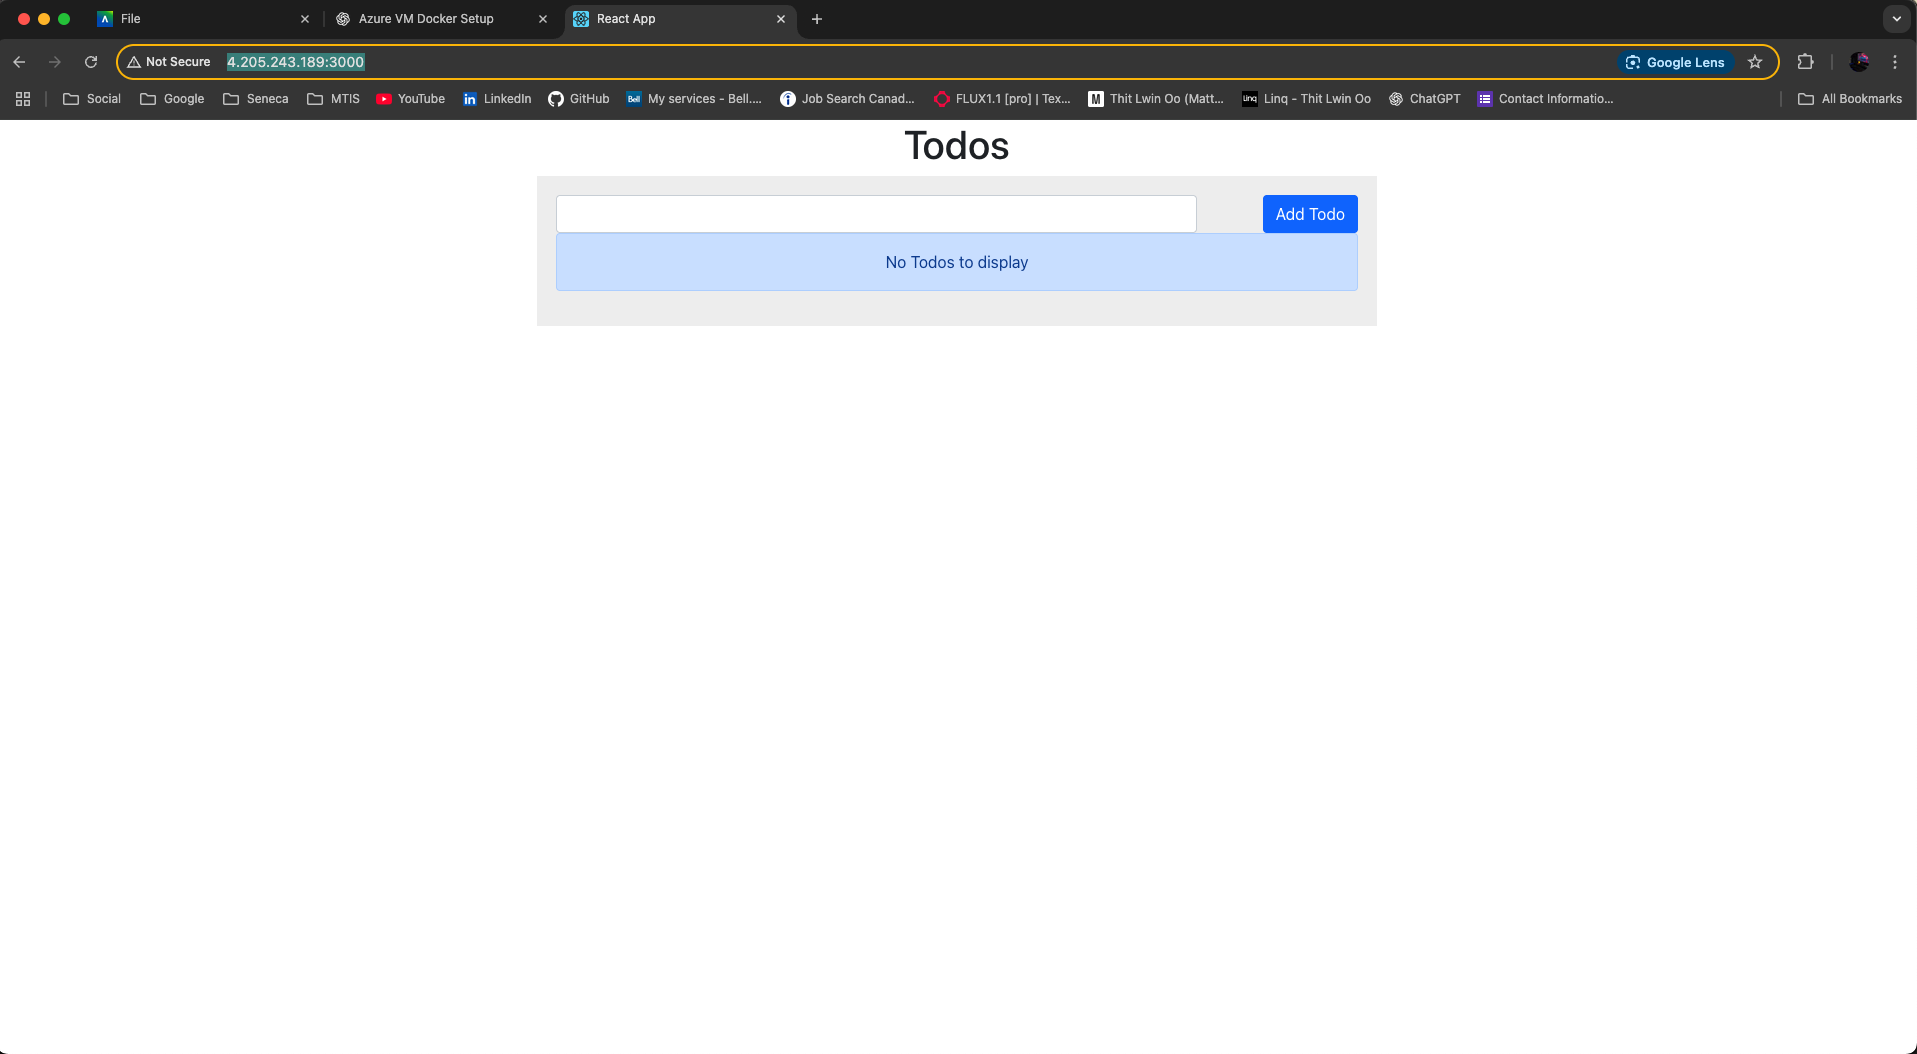 File
Azure VM Docker Setup
React App
Not Secure
4.205.243.189:3000
Google Lens
Social
Google
Seneca
MTIS
YouTube
LinkedIn
GitHub
Bell
My services - Bell....
Job Search Canad...
FLUX1.1 [pro] | Tex...
M
Thit Lwin Oo (Matt...
Linq
Linq - Thit Lwin Oo
ChatGPT
Contact Informatio...
All Bookmarks
Todos
Add Todo
No Todos to display